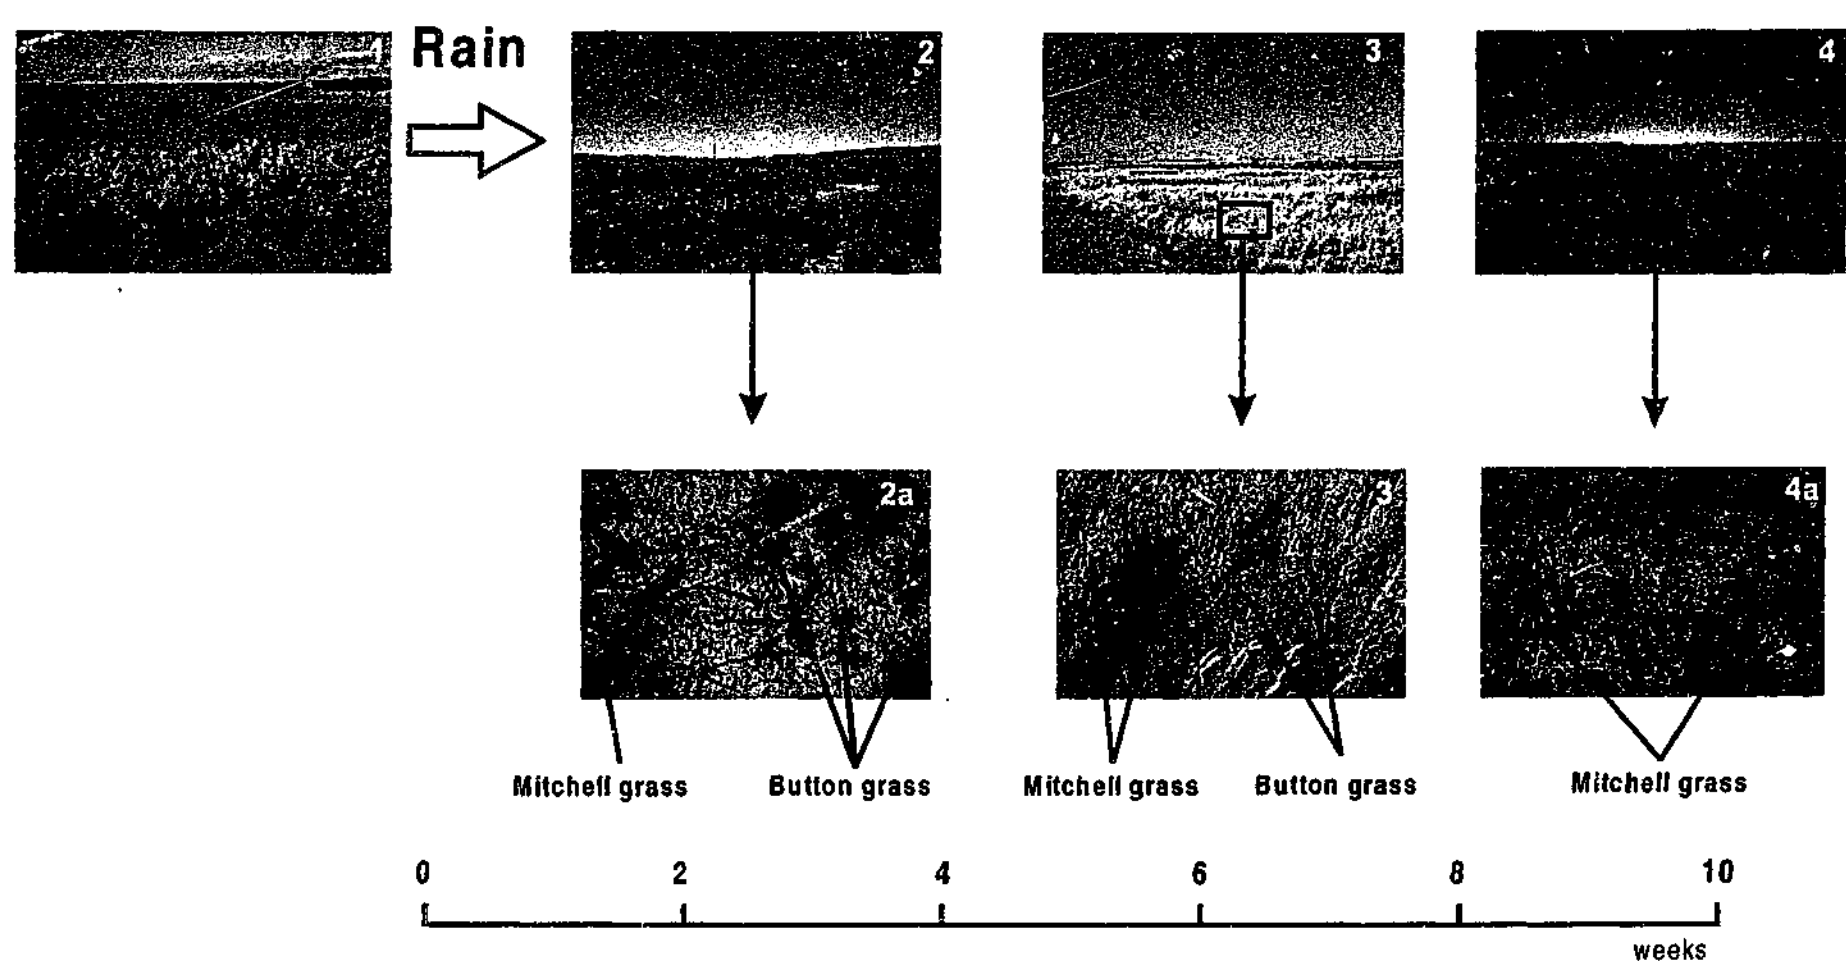 1
Rain
2
3
4
2a
3
4a
Mitchell grass
Button grass
Mitchell grass
Button grass
Mitchell grass
0 2 4 6 8 10
weeks